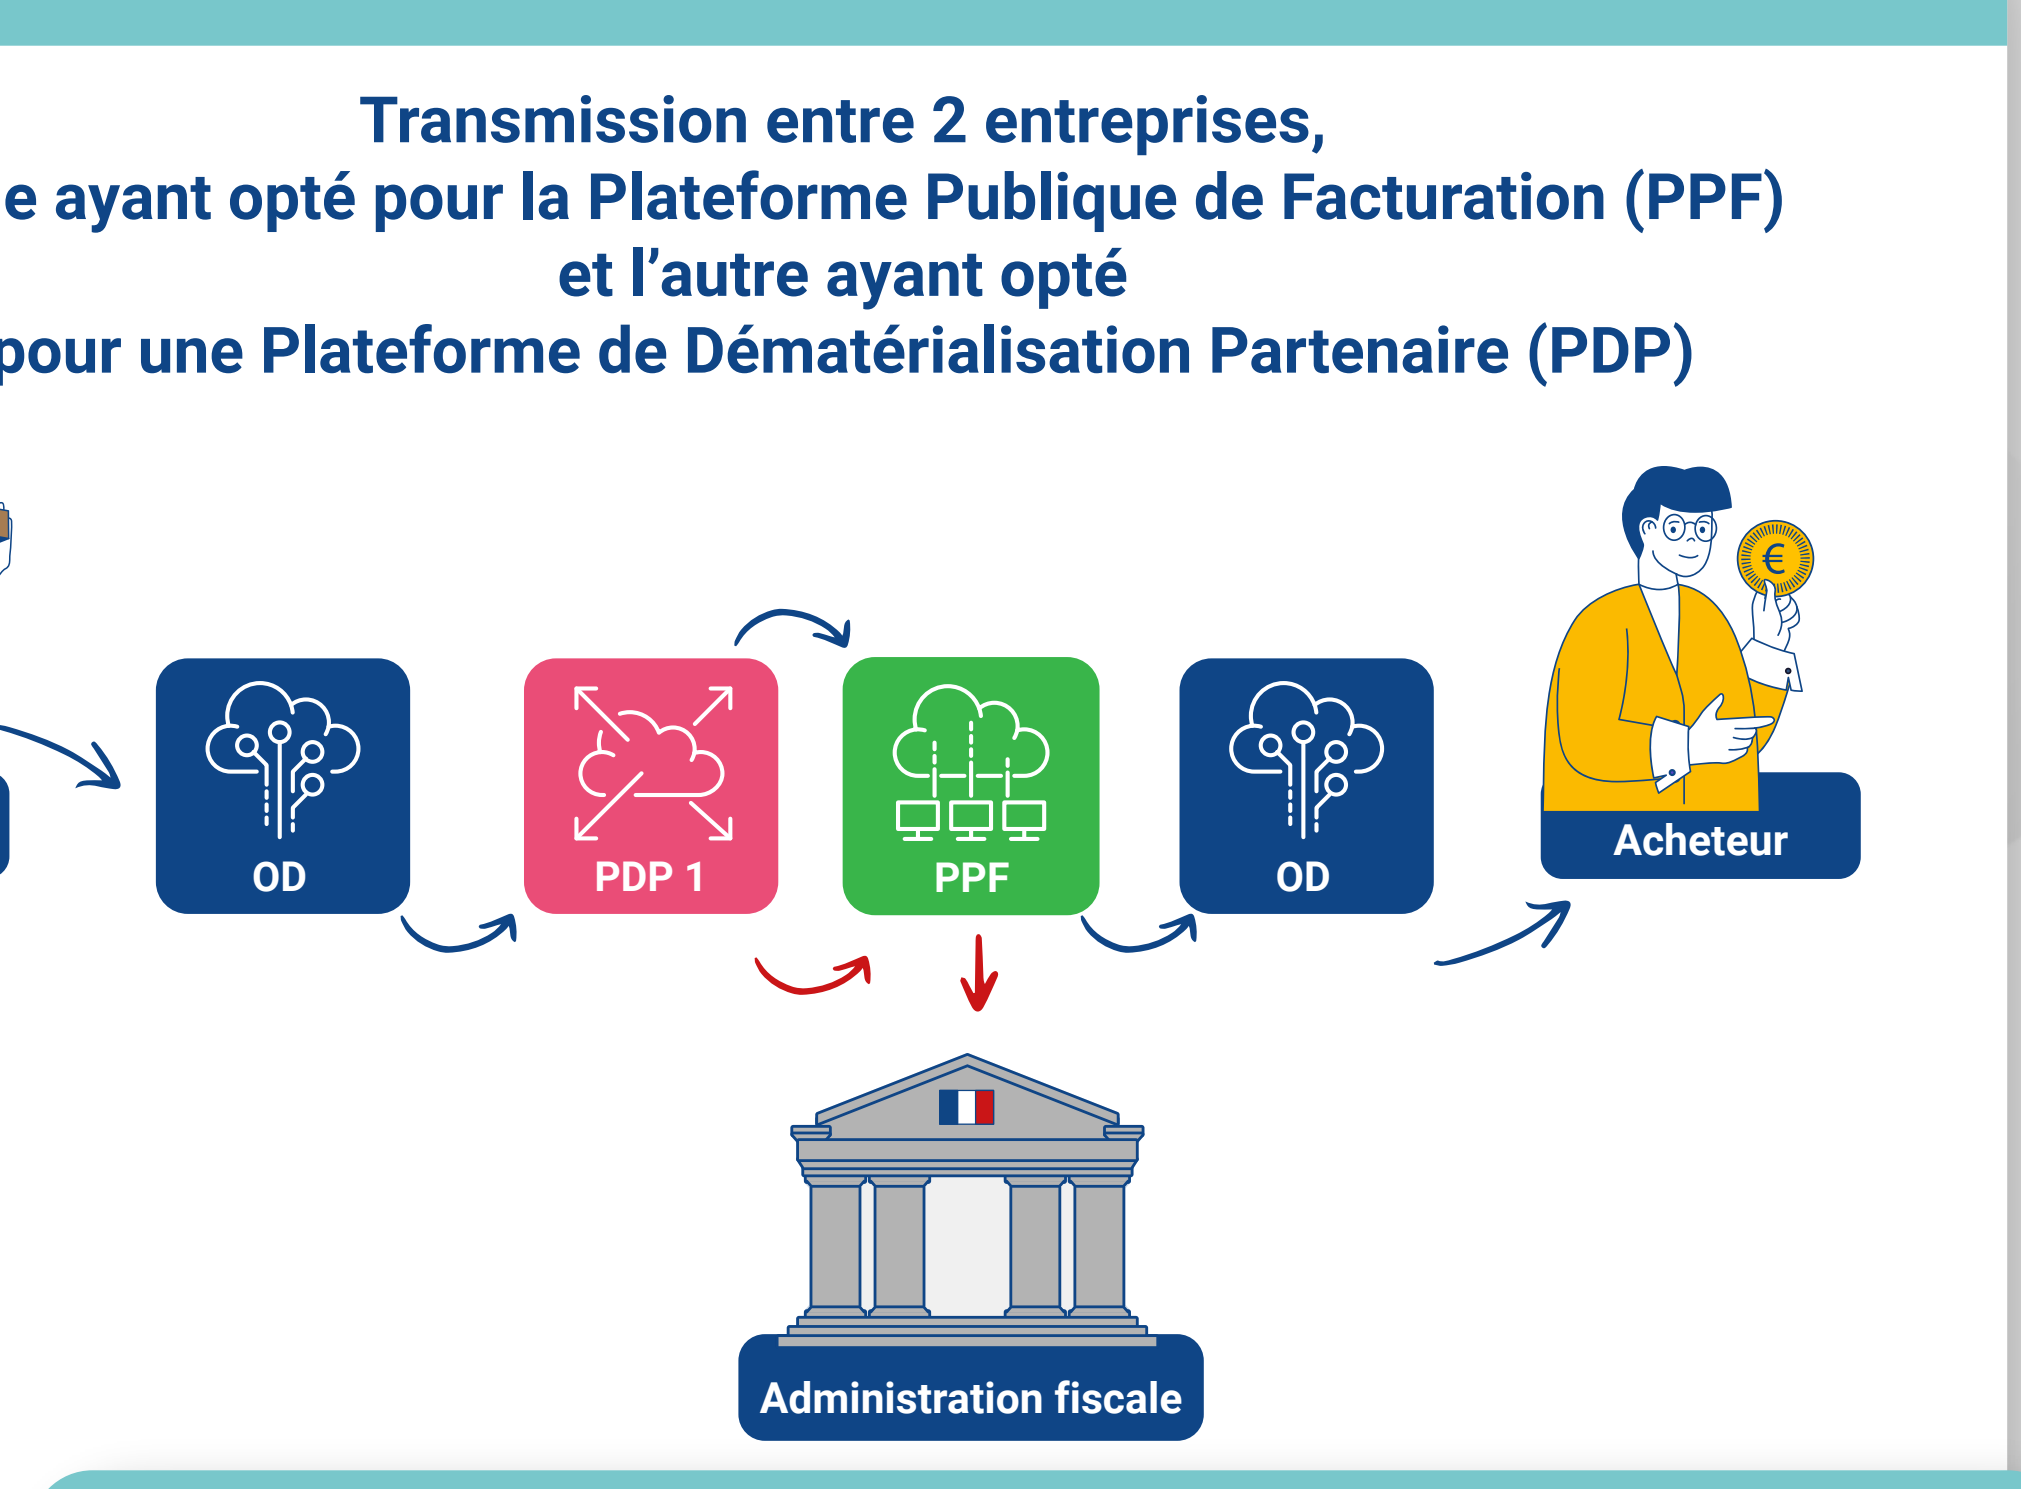 Transmission entre 2 entreprises,
e ayant opté pour la Plateforme Publique de Facturation (PPF)
et l’autre ayant opté
pour une Plateforme de Dématérialisation Partenaire (PDP)
€
Acheteur
OD
PDP 1
PPF
OD
Administration fiscale